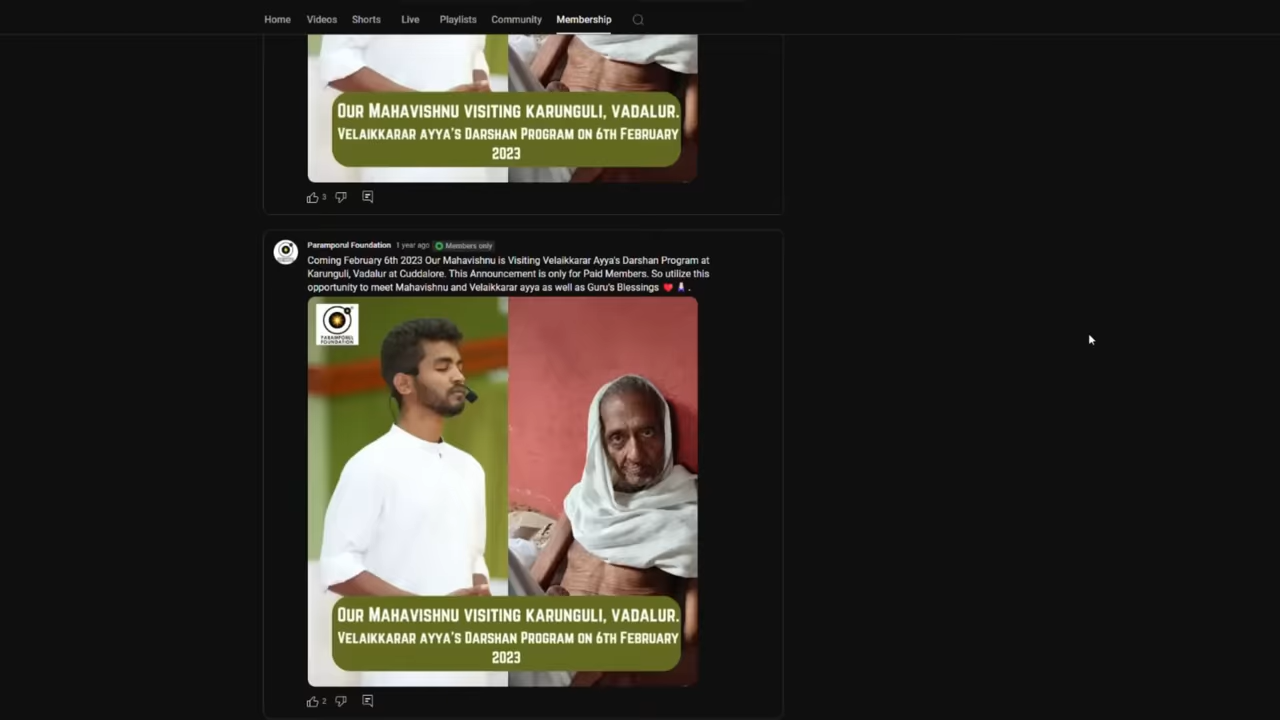 Home Videos Shorts Live Playlists Community Membership
OUR MAHAVISHNU VISITING KARUNGULI, VADALUR.
VELAIKKARAR AYYA'S DARSHAN PROGRAM ON 6TH FEBRUARY
2023
3
Paramporul Foundation 1 year ago Members only
Coming February 6th 2023 Our Mahavishnu is Visiting Velaikkarar Ayya's Darshan Program at
Karunguli, Vadalur at Cuddalore. This Announcement is only for Paid Members. So utilize this
opportunity to meet Mahavishnu and Velaikkarar ayya as well as Guru's Blessings ❤️ .
PARAMPORUL
FOUNDATION
OUR MAHAVISHNU VISITING KARUNGULI, VADALUR.
VELAIKKARAR AYYA'S DARSHAN PROGRAM ON 6TH FEBRUARY
2023
2